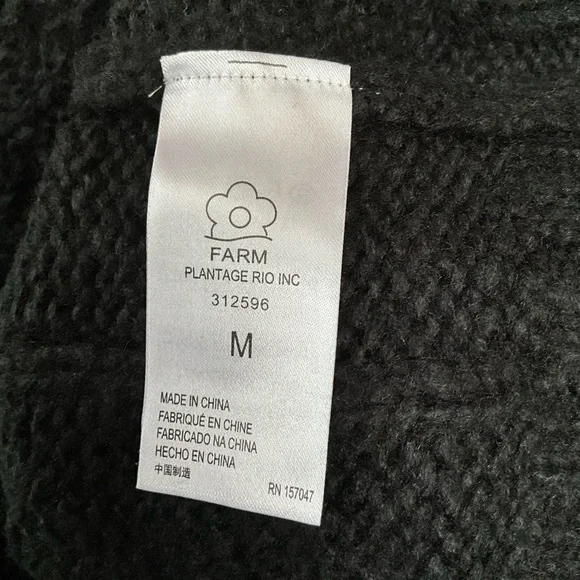 FARM
PLANTAGE RIO INC
312596
M
MADE IN CHINA
FABRIQUÉ EN CHINE
FABRICADO NA CHINA
HECHO EN CHINA
中国制造
RN 157047